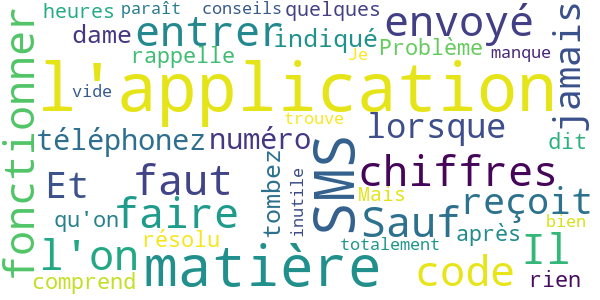 heures paraît conseils quelques
dame entrer indiqué envoyé
rappelle Je Problème manque
fonctionner l'application jamais
vide
trouve
téléphonez numéro lorsque dit
Et faut tombez SMS chiffres
inutile Mais
qu'on faire Sauf reçoit
bien
l'on résolu totalement après Il
comprend matière code rien